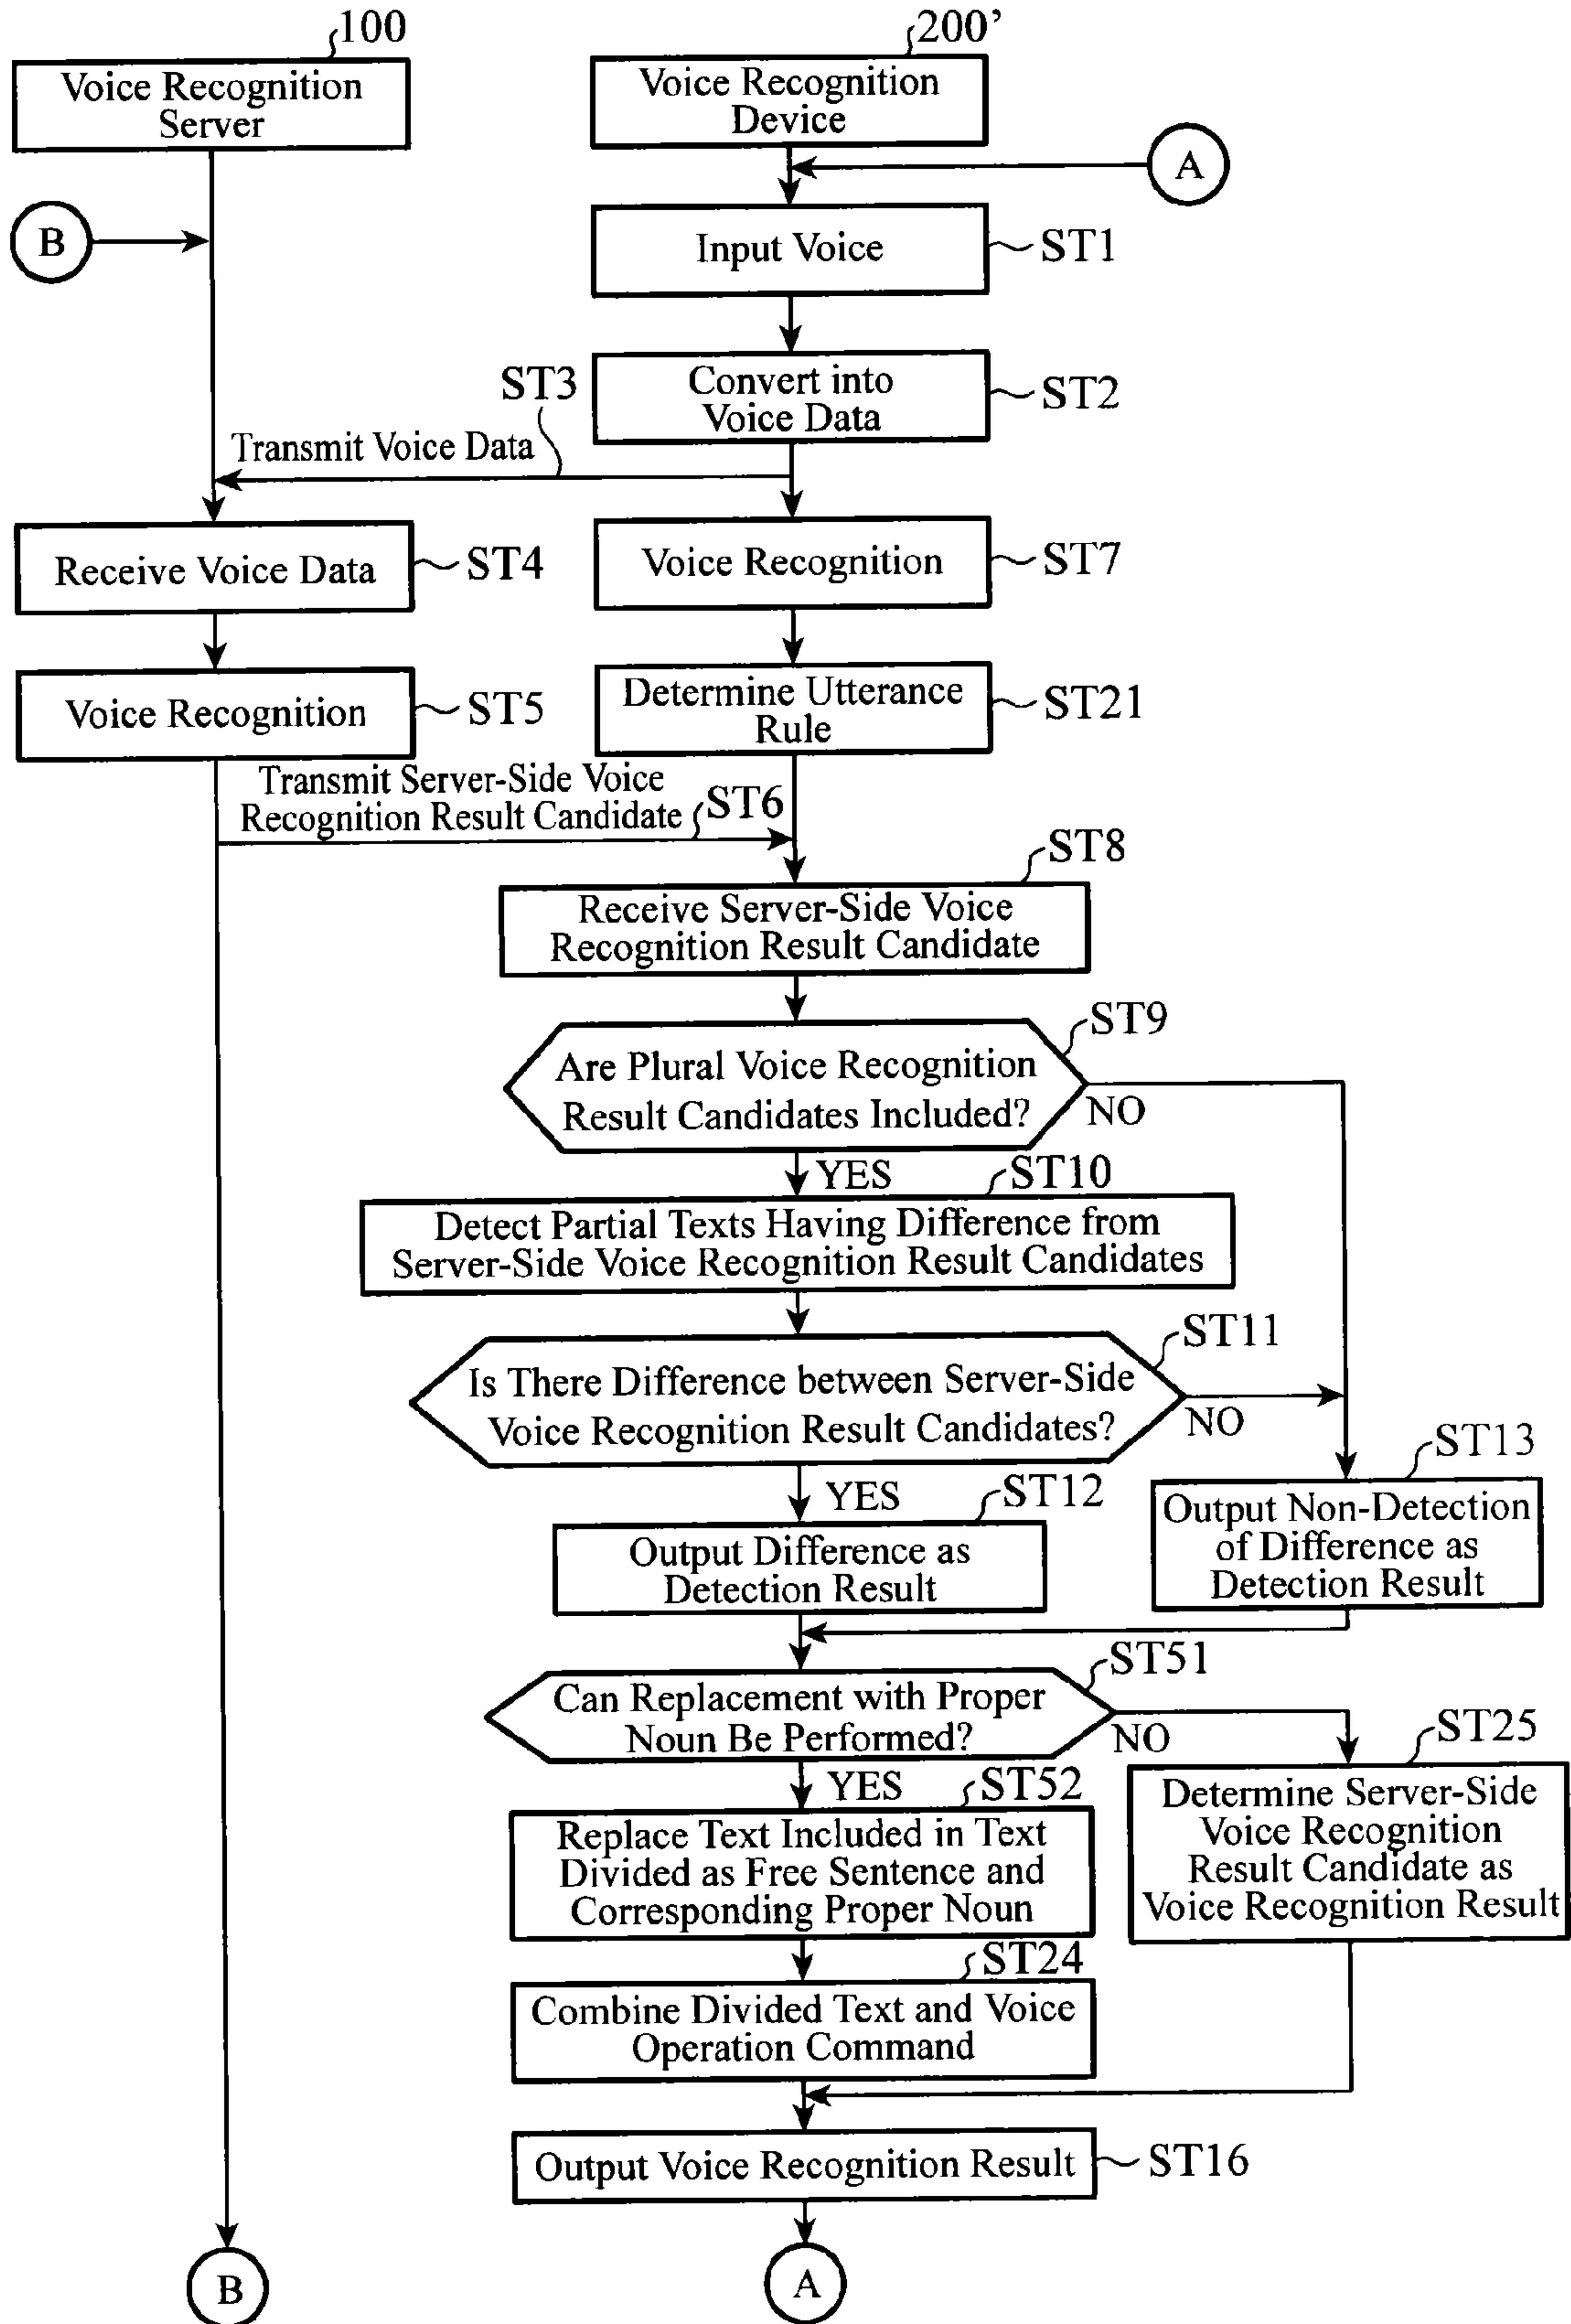 100
200’
Voice Recognition
Server
Voice Recognition
Device
A
B
Input Voice
ST1
Convert into
Voice Data
ST2
ST3
Transmit Voice Data
Receive Voice Data
ST4
Voice Recognition
ST7
Voice Recognition
ST5
Determine Utterance
Rule
ST21
Transmit Server-Side Voice
Recognition Result Candidate
ST6
ST8
Receive Server-Side Voice
Recognition Result Candidate
ST9
Are Plural Voice Recognition
Result Candidates Included?
NO
YES
ST10
Detect Partial Texts Having Difference from
Server-Side Voice Recognition Result Candidates
ST11
Is There Difference between Server-Side
Voice Recognition Result Candidates?
NO
YES
ST12
ST13
Output Difference as
Detection Result
Output Non-Detection
of Difference as
Detection Result
ST51
Can Replacement with Proper
Noun Be Performed?
NO
YES
ST52
ST25
Replace Text Included in Text
Divided as Free Sentence and
Corresponding Proper Noun
Determine Server-Side
Voice Recognition
Result Candidate as
Voice Recognition Result
ST24
Combine Divided Text and Voice
Operation Command
Output Voice Recognition Result
ST16
B
A